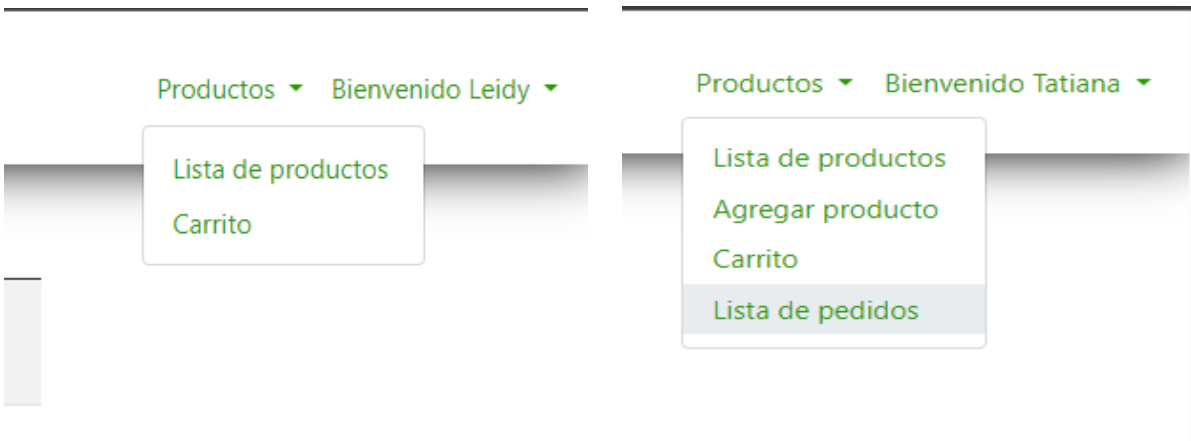 Productos Bienvenido Leidy
Lista de productos
Carrito
Productos Bienvenido Tatiana
Lista de productos
Agregar producto
Carrito
Lista de pedidos